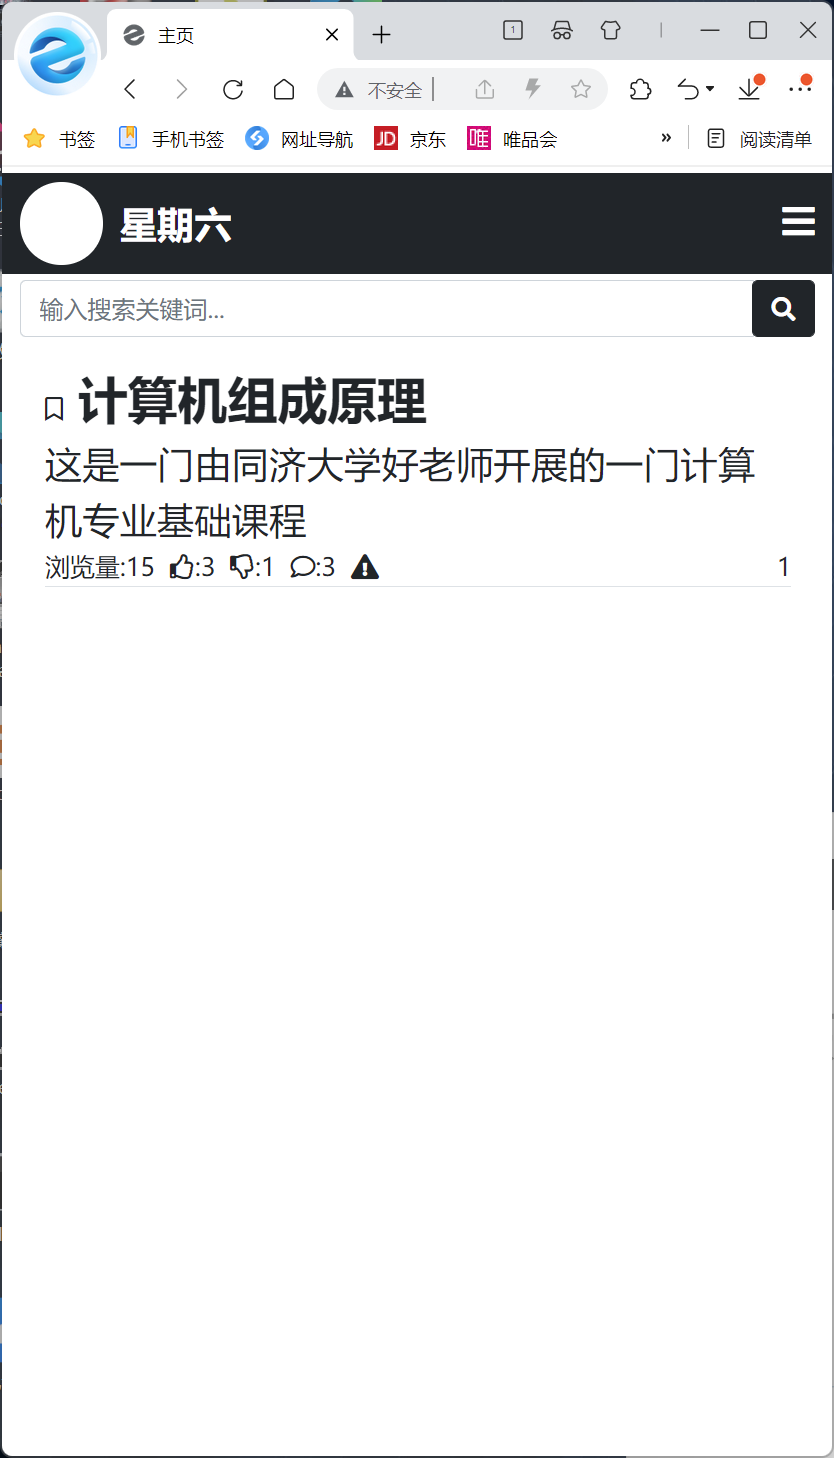 主页
1
不安全
书签
手机书签
网址导航
JD 京东
唯 唯品会
»
阅读清单
星期六
输入搜索关键词...
计算机组成原理
这是一门由同济大学好老师开展的一门计算
机专业基础课程
浏览量:15 :3 :1 :3 1